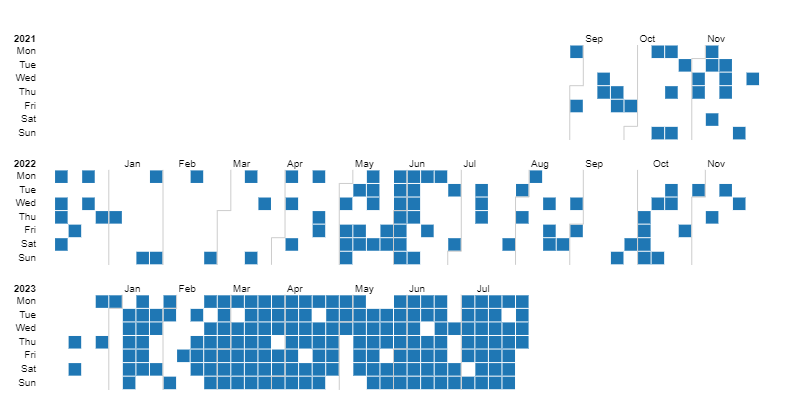 2021 Sep Oct Nov
Mon
Tue
Wed
Thu
Fri
Sat
Sun
2022 Jan Feb Mar Apr May Jun Jul Aug Sep Oct Nov
Mon
Tue
Wed
Thu
Fri
Sat
Sun
2023 Jan Feb Mar Apr May Jun Jul
Mon
Tue
Wed
Thu
Fri
Sat
Sun